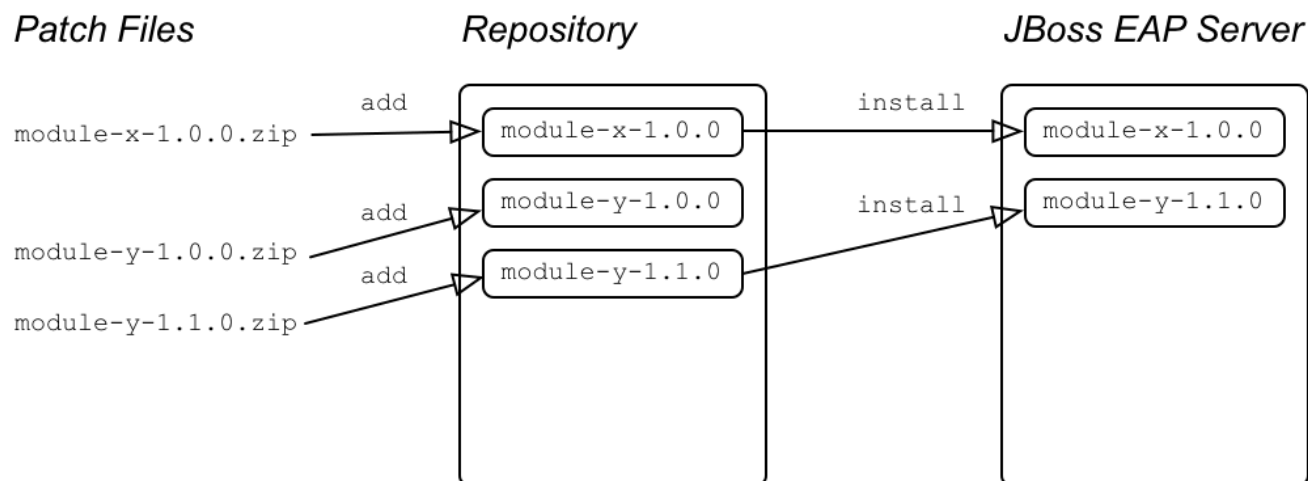 Patch Files
Repository
JBoss EAP Server
add
install
module-x-1.0.0.zip
module-x-1.0.0
module-x-1.0.0
add
module-y-1.0.0
install
module-y-1.1.0
module-y-1.0.0.zip
add
module-y-1.1.0
module-y-1.1.0.zip